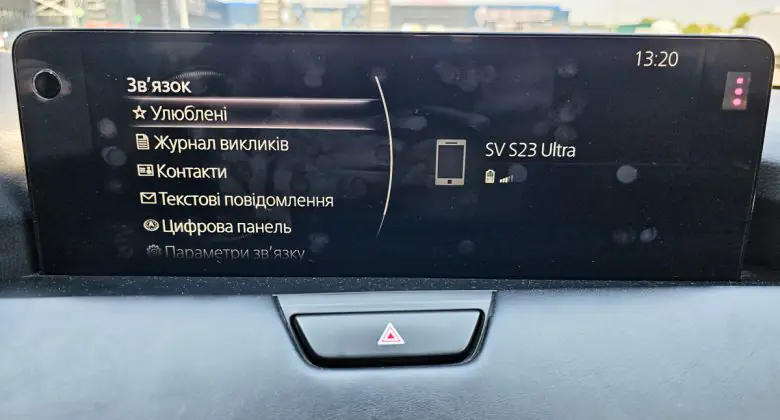 13:20
Зв'язок
Улюблені
Журнал викликів
Контакти
Текстові повідомлення
Цифрова панель
Параметри зв'язку
SV S23 Ultra